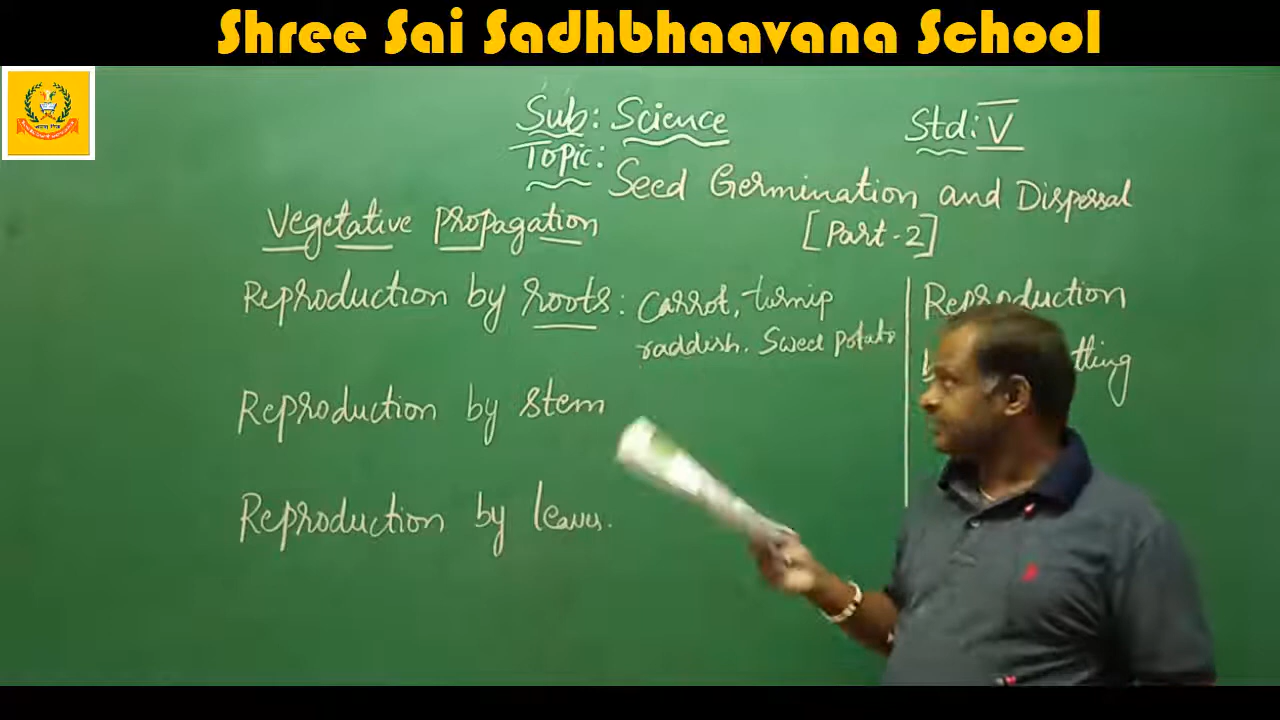 Shree Sai Sadhbhaavana School
Sub: Science
Std: V
Topic: Seed Germination and Dispersal
[Part-2]
Vegetative propagation
Reproduction by roots: Carrot, turnip
raddish. Sweet potato
Reproduction by stem
Reproduction by leaves.
Reproduction